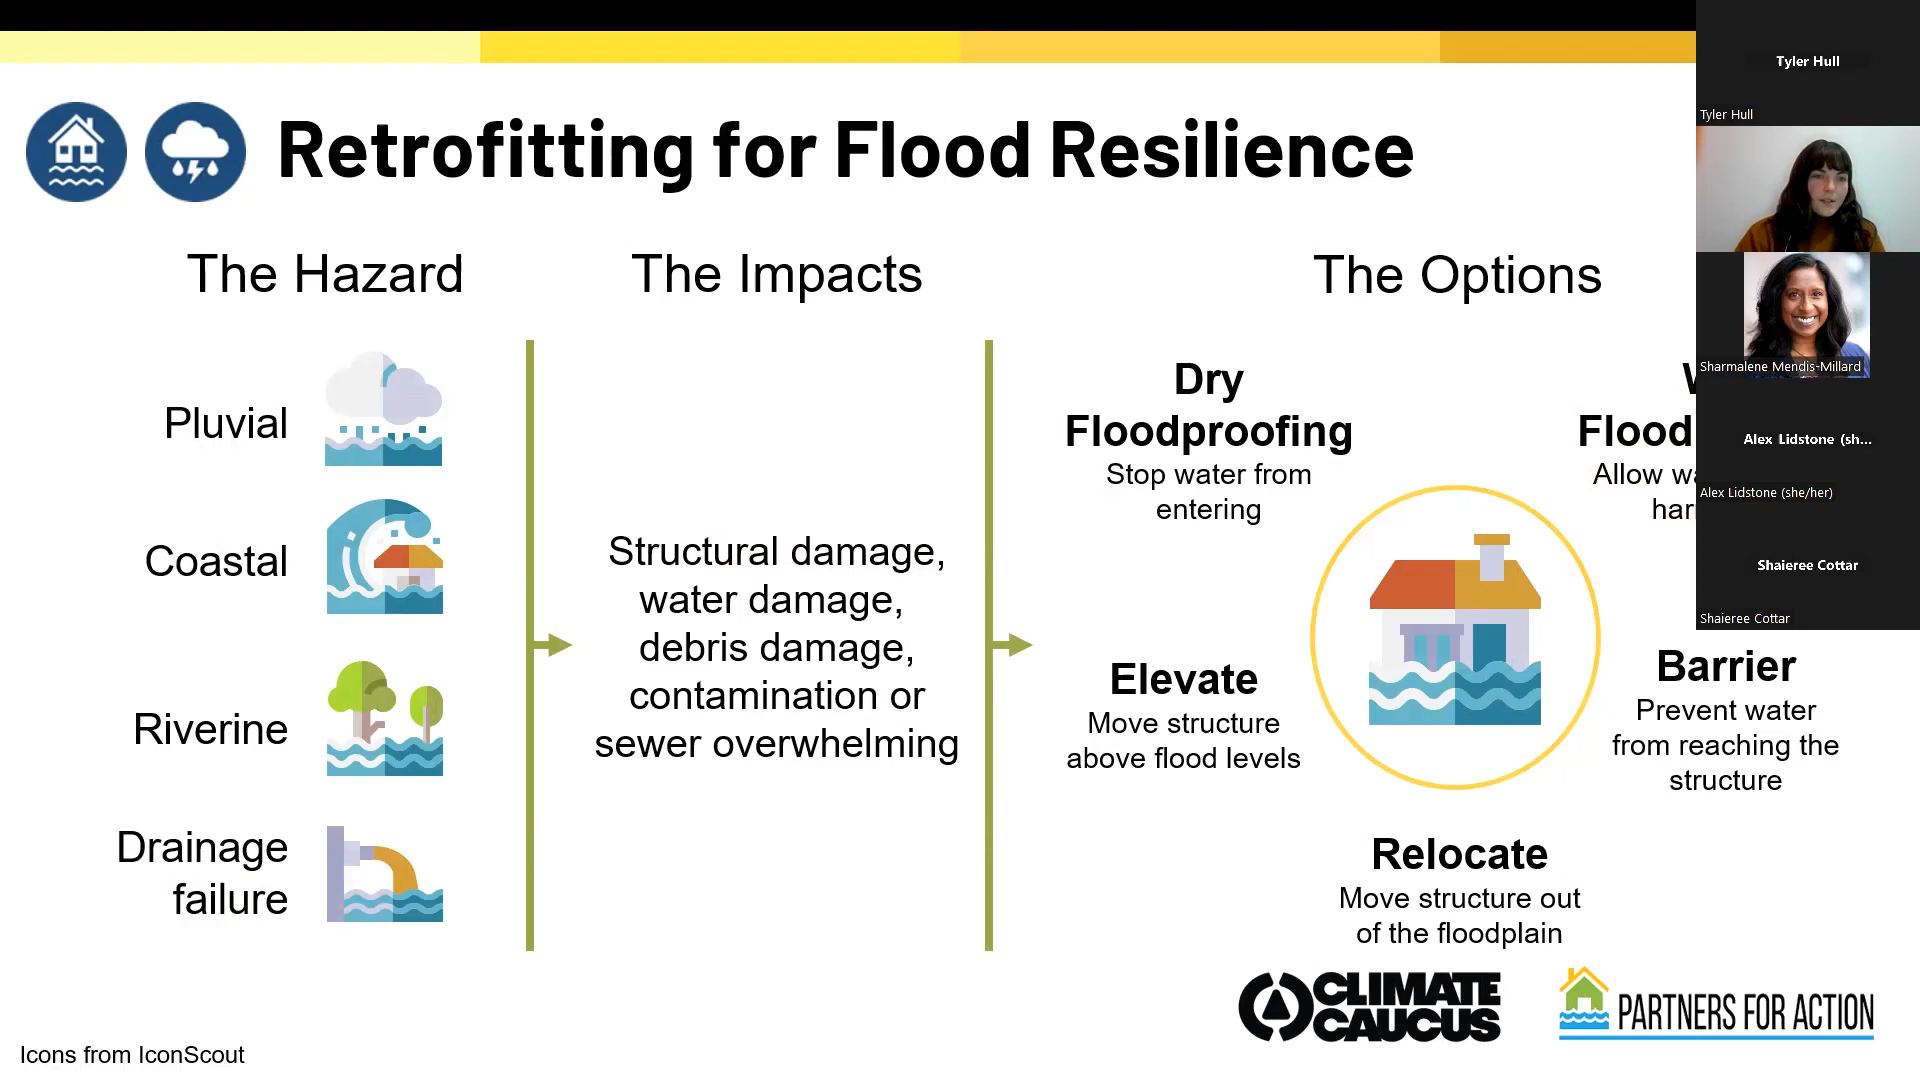 Retrofitting for Flood Resilience
The Hazard
Pluvial
Coastal
Riverine
Drainage
failure
The Impacts
Structural damage,
water damage,
debris damage,
contamination or
sewer overwhelming
The Options
Dry
Floodproofing
Stop water from
entering
Flood
Allow
Elevate
Move structure
above flood levels
Barrier
Prevent water
from reaching the
structure
Relocate
Move structure out
of the floodplain
CLIMATE
CAUCUS
PARTNERS FOR ACTION
Icons from IconScout
Tyler Hull
Tyler Hull
Sharmalene Mendis-Millard
Alex Lidstone (sh...
Alex Lidstone (she/her)
Shaieree Cottar
Shaieree Cottar